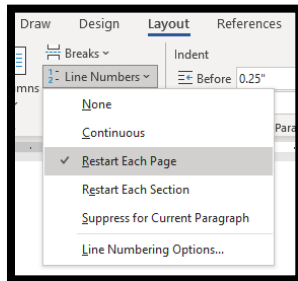 Draw Design Layout References
Breaks Indent
Line Numbers Before 0.25"
mns
None
Continuous
Para
Restart Each Page
Restart Each Section
Suppress for Current Paragraph
Line Numbering Options...